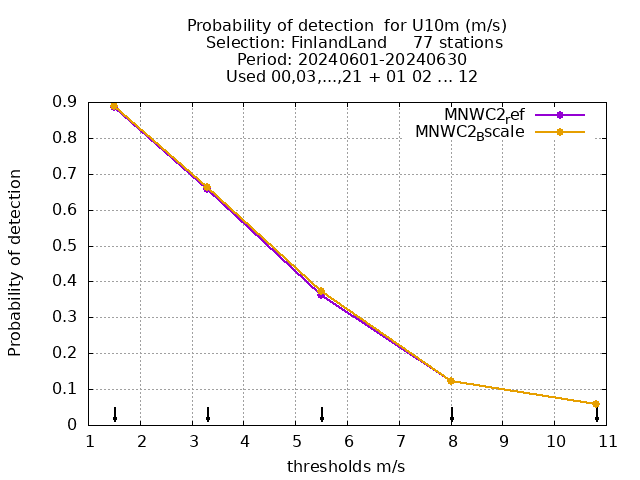 Probability of detection  for U10m (m/s)
Selection: FinlandLand     77 stations
Period: 20240601-20240630
Used 00,03,...,21 + 01 02 ... 12
MNWC2ref
MNWC2Bscale
Probability of detection
0.9
0.8
0.7
0.6
0.5
0.4
0.3
0.2
0.1
0
1 2 3 4 5 6 7 8 9 10 11
thresholds m/s